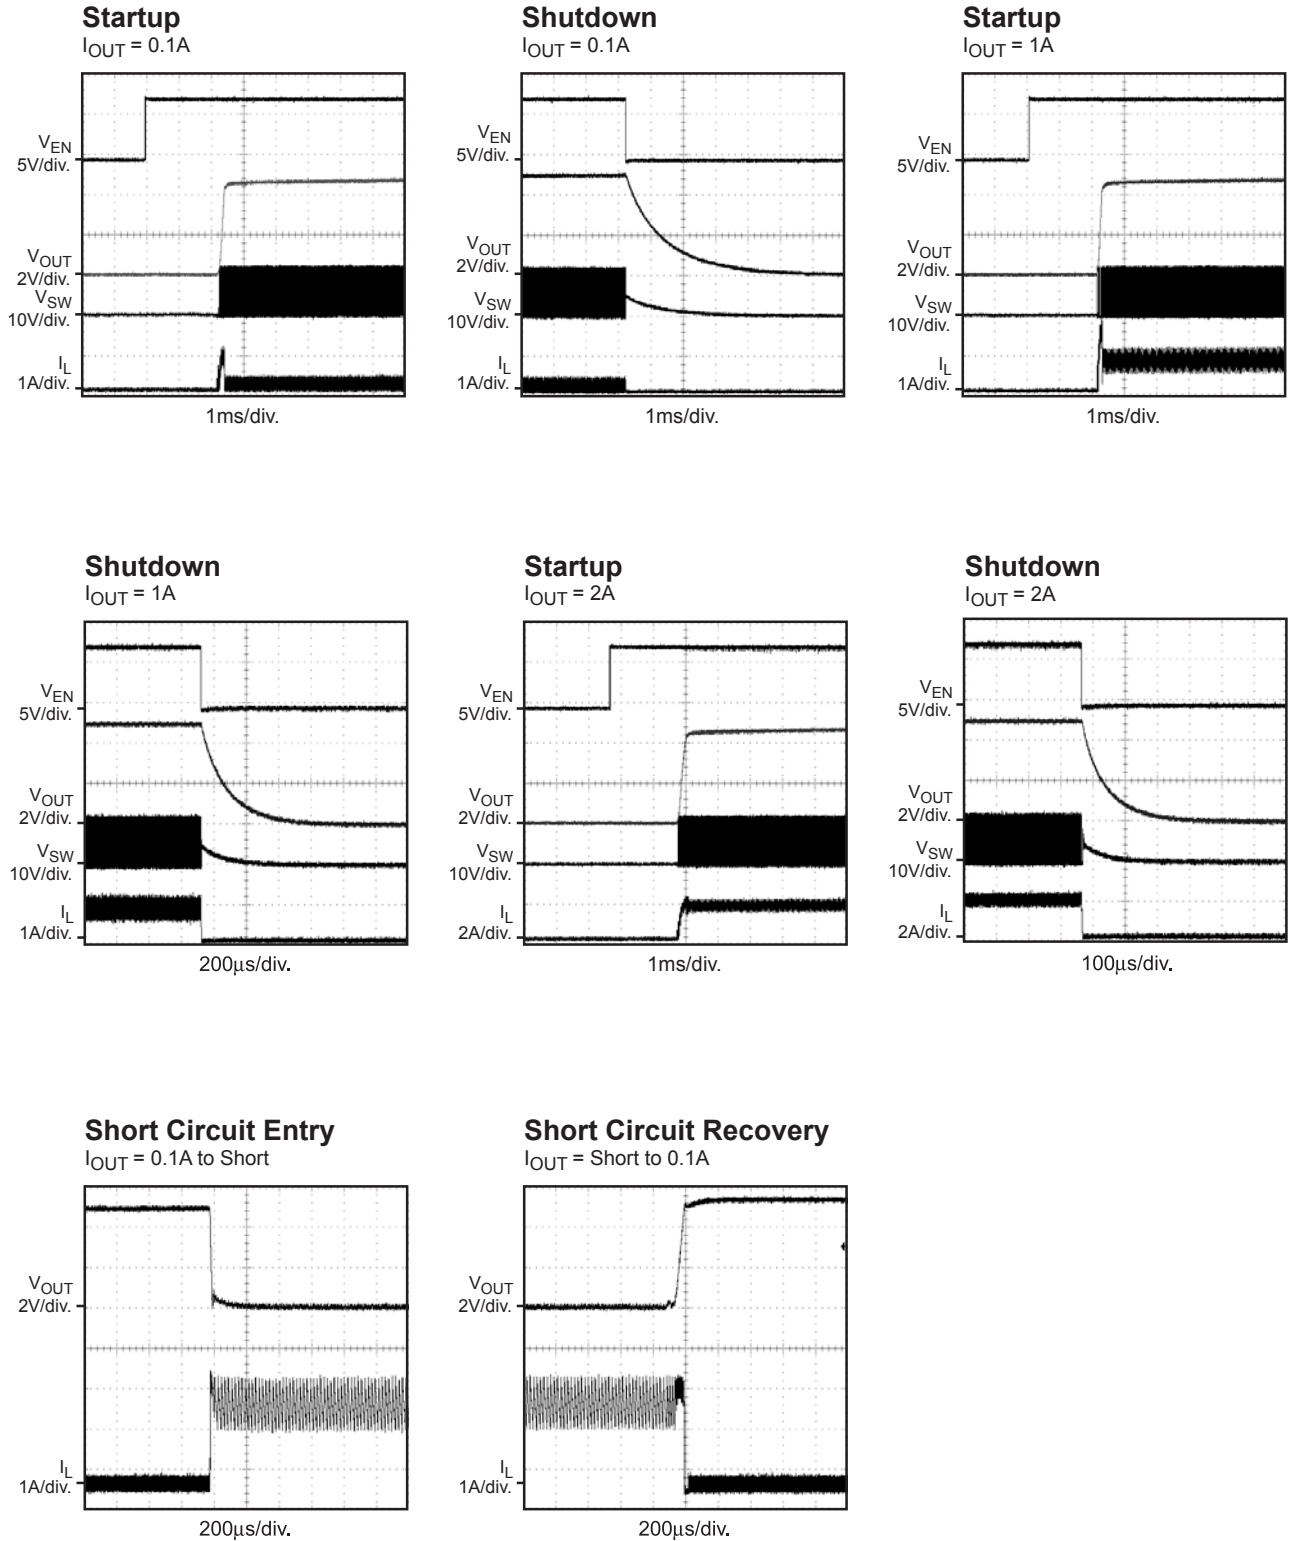 Startup
IOUT = 0.1A
VEN
5V/div.
VOUT
2V/div.
VSW
10V/div.
IL
1A/div.
1ms/div.
Shutdown
IOUT = 0.1A
VEN
5V/div.
VOUT
2V/div.
VSW
10V/div.
IL
1A/div.
1ms/div.
Startup
IOUT = 1A
VEN
5V/div.
VOUT
2V/div.
VSW
10V/div.
IL
1A/div.
1ms/div.
Shutdown
IOUT = 1A
VEN
5V/div.
VOUT
2V/div.
VSW
10V/div.
IL
1A/div.
200µs/div.
Startup
IOUT = 2A
VEN
5V/div.
VOUT
2V/div.
VSW
10V/div.
IL
2A/div.
1ms/div.
Shutdown
IOUT = 2A
VEN
5V/div.
VOUT
2V/div.
VSW
10V/div.
IL
2A/div.
100µs/div.
Short Circuit Entry
IOUT = 0.1A to Short
VOUT
2V/div.
IL
1A/div.
200µs/div.
Short Circuit Recovery
IOUT = Short to 0.1A
VOUT
2V/div.
IL
1A/div.
200µs/div.